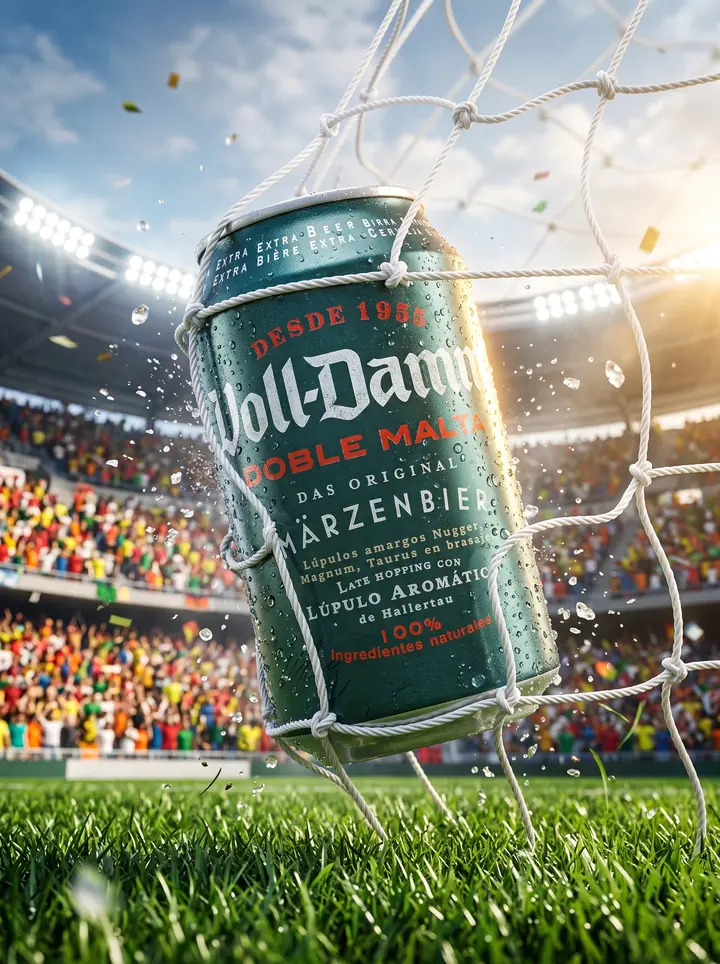 EXTRA EXTRA BEER BIRRA
EXTRA BIÈRE EXTRA
DESDE 1955
Voll-Damm
DOBLE MALTA
DAS ORIGINAL
MÄRZENBIER
Lúpulos amargos Nugget,
Magnum, Taurus en brasaje
LATE HOPPING CON
LÚPULO AROMÁTIC
de Hallertau
100%
Ingredientes naturales